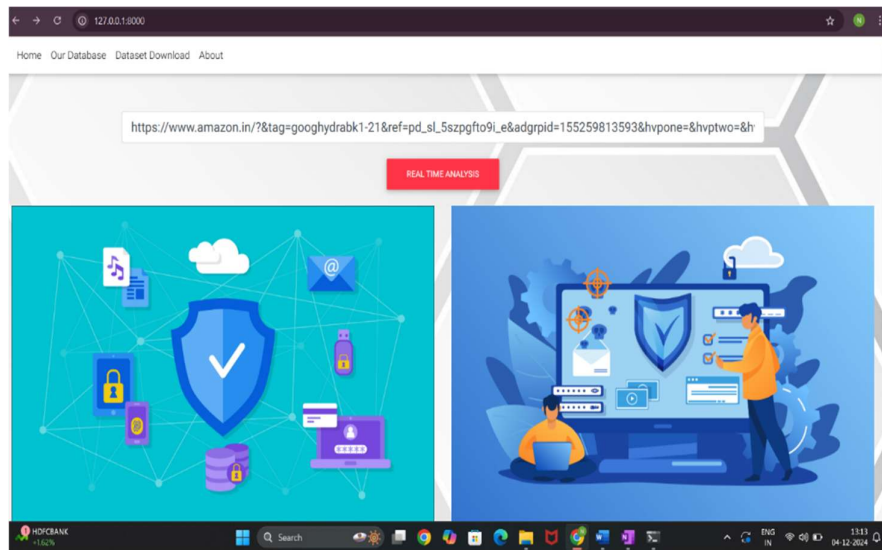 127.0.0.1:8000
N
Home Our Database Dataset Download About
https://www.amazon.in/?&tag=googhydrabk1-21&ref=pd_sl_5szpgfto9i_e&adgrpid=155259813593&hvpone=&hvptwo=&h
REAL TIME ANALYSIS
@
HDFCBANK
+1.62%
1
Search
ENG
IN
13:13
04-12-2024